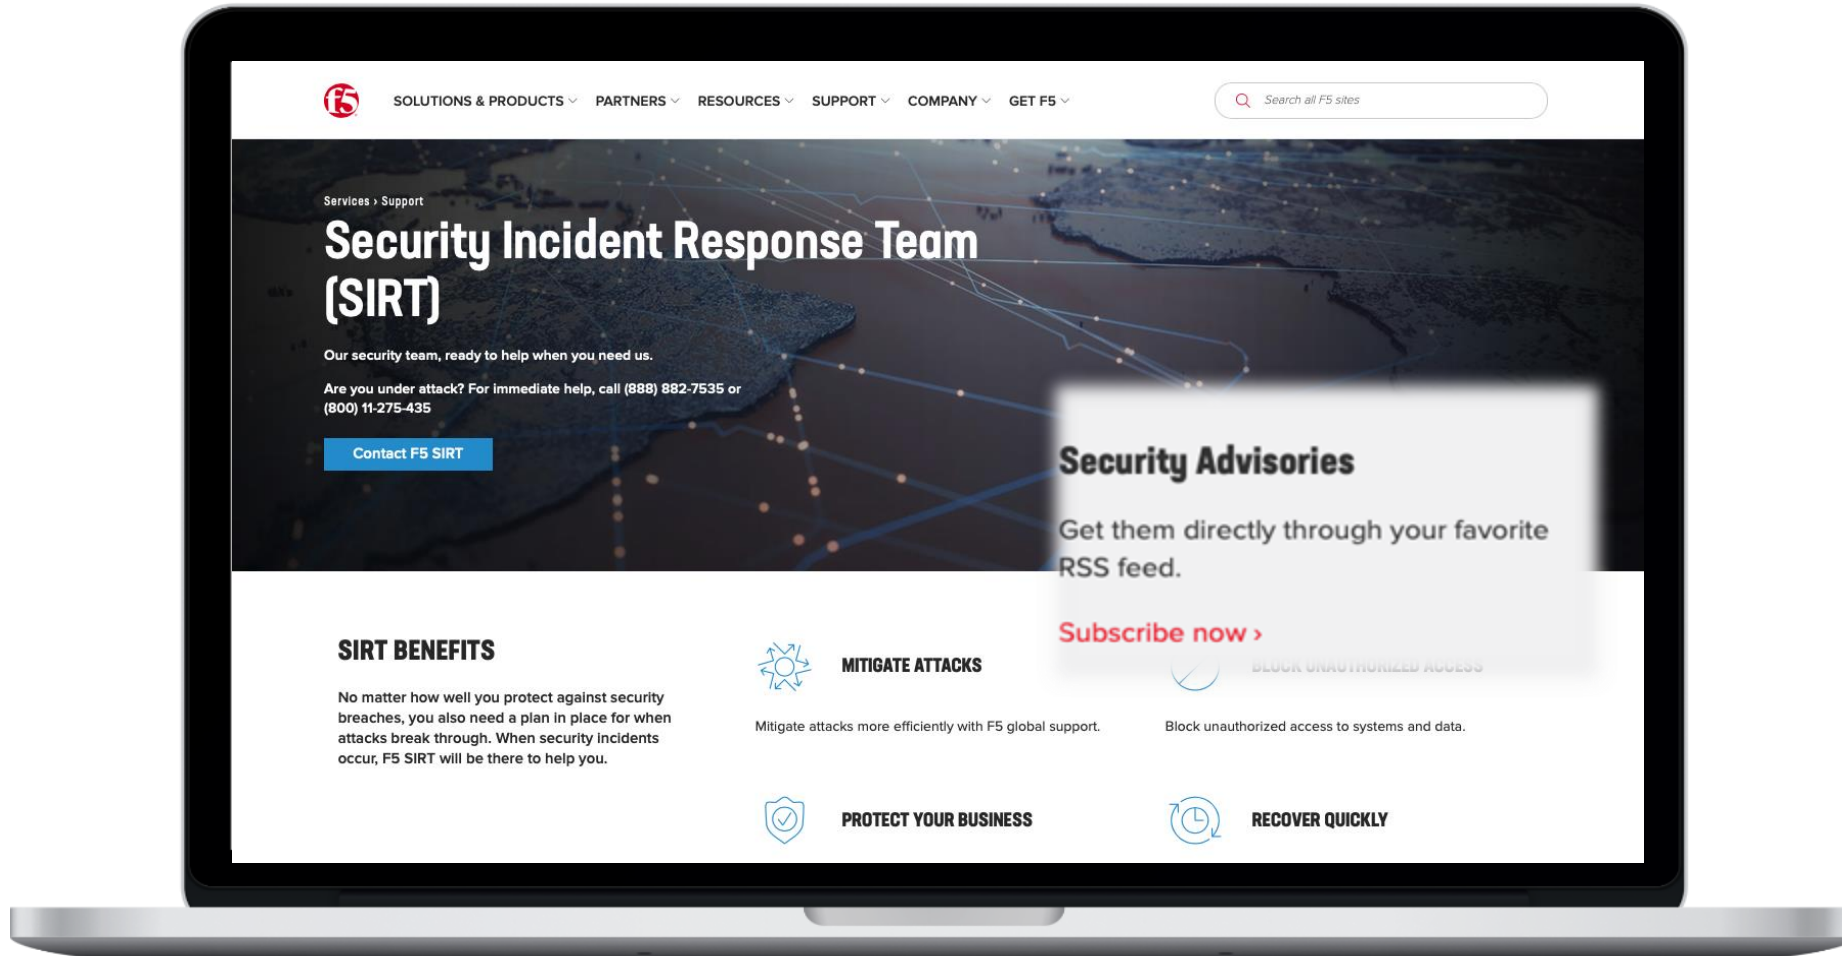 f5
SOLUTIONS & PRODUCTS
PARTNERS
RESOURCES
SUPPORT
COMPANY
GET F5
Search all F5 sites
Services › Support
Security Incident Response Team
(SIRT)
Our security team, ready to help when you need us.
Are you under attack? For immediate help, call (888) 882-7535 or
(800) 11-275-435
Contact F5 SIRT
Security Advisories
Get them directly through your favorite
RSS feed.
Subscribe now ›
SIRT BENEFITS
No matter how well you protect against security
breaches, you also need a plan in place for when
attacks break through. When security incidents
occur, F5 SIRT will be there to help you.
MITIGATE ATTACKS
Mitigate attacks more efficiently with F5 global support.
BLOCK UNAUTHORIZED ACCESS
Block unauthorized access to systems and data.
PROTECT YOUR BUSINESS
RECOVER QUICKLY